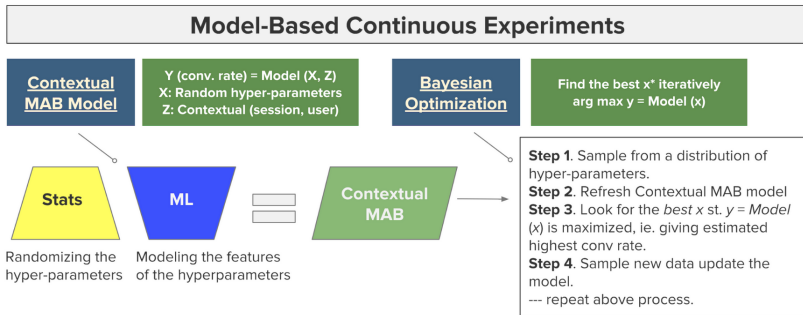 Model-Based Continuous Experiments
Contextual
MAB Model
Y (conv. rate) = Model (X, Z)
X: Random hyper-parameters
Z: Contextual (session, user)
Bayesian
Optimization
Find the best x* iteratively
arg max y = Model (x)
Stats
ML
Contextual
MAB
Randomizing the
hyper-parameters
Modeling the features
of the hyperparameters
Step 1. Sample from a distribution of
hyper-parameters.
Step 2. Refresh Contextual MAB model
Step 3. Look for the best x st. y = Model
(x) is maximized, ie. giving estimated
highest conv rate.
Step 4. Sample new data update the
model.
--- repeat above process.